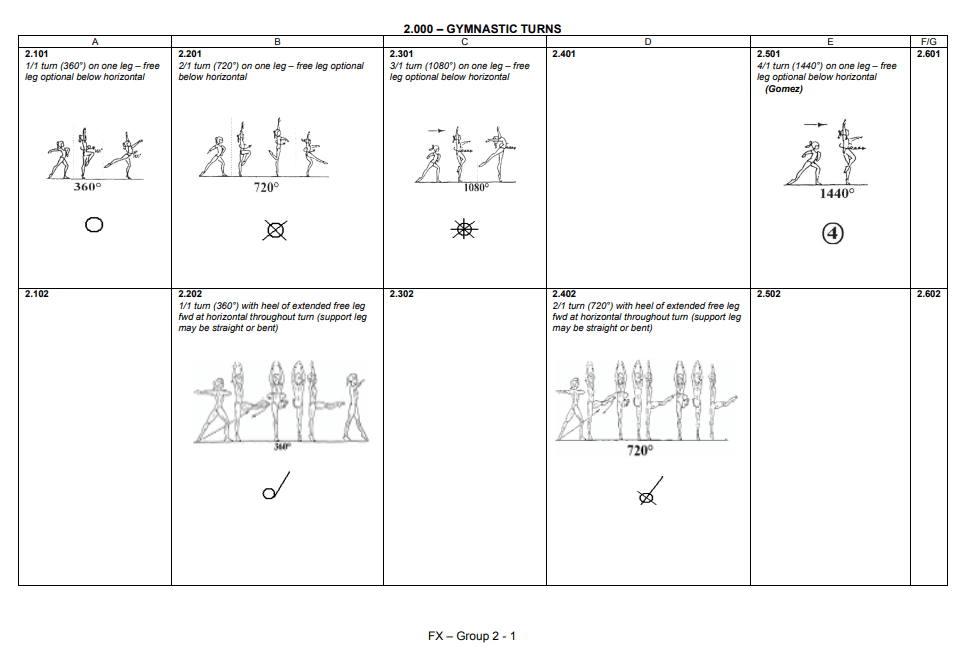 2.000 – GYMNASTIC TURNS
A B C D E F/G
2.101
1/1 turn (360°) on one leg – free
leg optional below horizontal
360°
2.201
2/1 turn (720°) on one leg – free leg optional
below horizontal
720°
2.301
3/1 turn (1080°) on one leg – free
leg optional below horizontal
1080°
2.401
2.501
4/1 turn (1440°) on one leg – free
leg optional below horizontal
(Gomez)
1440°
4
2.601
2.102
2.202
1/1 turn (360°) with heel of extended free leg
fwd at horizontal throughout turn (support leg
may be straight or bent)
360°
2.302
2.402
2/1 turn (720°) with heel of extended free leg
fwd at horizontal throughout turn (support leg
may be straight or bent)
720°
2.502
2.602
FX – Group 2 - 1